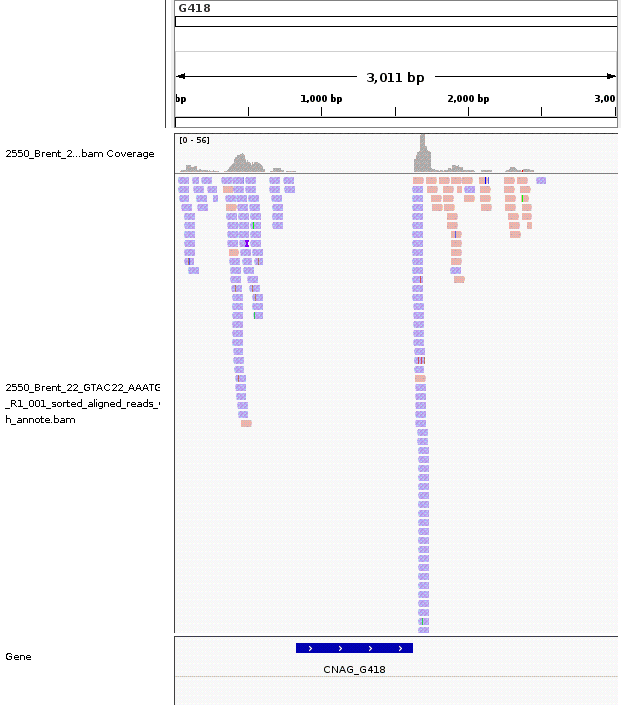 G418
3,011 bp
bp 1,000 bp 2,000 bp 3,00
[0 - 56]
2550_Brent_2...bam Coverage
2550_Brent_22_GTAC22_AAATG
_R1_001_sorted_aligned_reads_
h_annote.bam
Gene
CNAG_G418